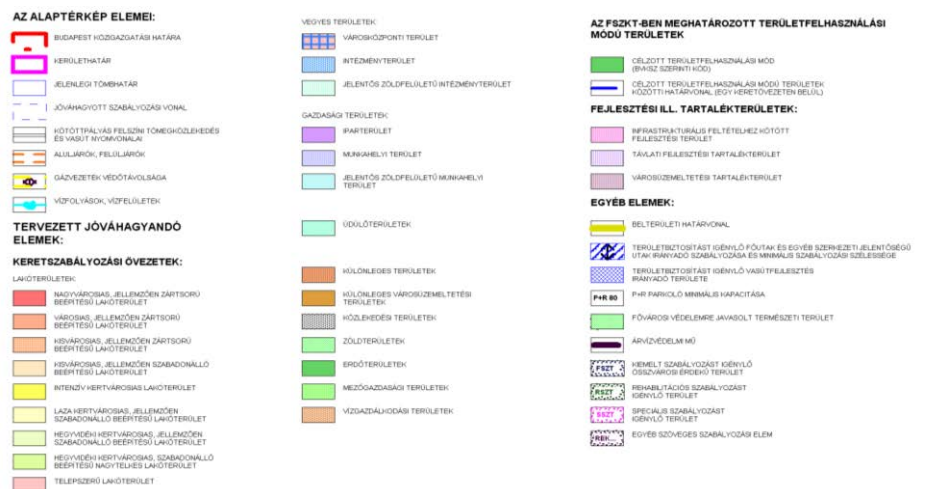 AZ ALAPTÉRKÉP ELEMEI:
BUDAPEST KÖZIGAZGATÁSI HATÁRA
KERÜLETHATÁR
JELENLEGI TÖMBHATÁR
JÓVÁHAGYOTT SZABÁLYOZÁSI VONAL
KÖTÖTTPÁLYÁS FELSZÍNI TÖMEGKÖZLEKEDÉS
ÉS VASÚT NYOMVONALAI
ALULJÁRÓK, FELÜLJÁRÓK
GÁZVEZETÉK VÉDŐTÁVOLSÁGA
VÍZFOLYÁSOK, VÍZFELÜLETEK
TERVEZETT JÓVÁHAGYANDÓ
ELEMEK:
KERETSZABÁLYOZÁSI ÖVEZETEK:
LAKÓTERÜLETEK:
NAGYVÁROSIAS, JELLEMZŐEN ZÁRTSORÚ
BEÉPÍTÉSŰ LAKÓTERÜLET
VÁROSIAS, JELLEMZŐEN ZÁRTSORÚ
BEÉPÍTÉSŰ LAKÓTERÜLET
KISVÁROSIAS, JELLEMZŐEN ZÁRTSORÚ
BEÉPÍTÉSŰ LAKÓTERÜLET
KISVÁROSIAS, JELLEMZŐEN SZABADONÁLLÓ
BEÉPÍTÉSŰ LAKÓTERÜLET
INTENZÍV KERTVÁROSIAS LAKÓTERÜLET
LAZA KERTVÁROSIAS, JELLEMZŐEN
SZABADONÁLLÓ BEÉPÍTÉSŰ LAKÓTERÜLET
HEGYVIDÉKI KERTVÁROSIAS, JELLEMZŐEN
SZABADONÁLLÓ BEÉPÍTÉSŰ LAKÓTERÜLET
HEGYVIDÉKI KERTVÁROSIAS, SZABADONÁLLÓ
BEÉPÍTÉSŰ NAGYTELKES LAKÓTERÜLET
TELEPSZERŰ LAKÓTERÜLET
VEGYES TERÜLETEK:
VÁROSKÖZPONTI TERÜLET
INTÉZMÉNYTERÜLET
JELENTŐS ZÖLDFELÜLETŰ INTÉZMÉNYTERÜLET
GAZDASÁGI TERÜLETEK:
IPARTERÜLET
MUNKAHELYI TERÜLET
JELENTŐS ZÖLDFELÜLETŰ MUNKAHELYI
TERÜLET
ÜDÜLŐTERÜLETEK
KÜLÖNLEGES TERÜLETEK
KÜLÖNLEGES VÁROSÜZEMELTETÉSI
TERÜLETEK
KÖZLEKEDÉSI TERÜLETEK
ZÖLDTERÜLETEK
ERDŐTERÜLETEK
MEZŐGAZDASÁGI TERÜLETEK
VÍZGAZDÁLKODÁSI TERÜLETEK
AZ FSZKT-BEN MEGHATÁROZOTT TERÜLETFELHASZNÁLÁSI
MÓDÚ TERÜLETEK
CÉLZOTT TERÜLETFELHASZNÁLÁSI MÓD
(BVKSZ SZERINTI KÓD)
CÉLZOTT TERÜLETFELHASZNÁLÁSI MÓDÚ TERÜLETEK
KÖZÖTTI HATÁRVONAL (EGY KERETÖVEZETEN BELÜL)
FEJLESZTÉSI ILL. TARTALÉKTERÜLETEK:
INFRASTRUKTURÁLIS FELTÉTELHEZ KÖTÖTT
FEJLESZTÉSI TERÜLET
TÁVLATI FEJLESZTÉSI TARTALÉKTERÜLET
VÁROSÜZEMELTETÉSI TARTALÉKTERÜLET
EGYÉB ELEMEK:
BELTERÜLETI HATÁRVONAL
TERÜLETBIZTOSÍTÁST IGÉNYLŐ FŐUTAK ÉS EGYÉB SZERKEZETI JELENTŐSÉGŰ
UTAK IRÁNYADÓ SZABÁLYOZÁSA ÉS MINIMÁLIS SZABÁLYOZÁSI SZÉLESSÉGE
TERÜLETBIZTOSÍTÁST IGÉNYLŐ VASÚTFEJLESZTÉS
IRÁNYADÓ TERÜLETE
P+R 80 P+R PARKOLÓ MINIMÁLIS KAPACITÁSA
FŐVÁROSI VÉDELEMRE JAVASOLT TERMÉSZETI TERÜLET
ÁRVÍZVÉDELMI MŰ
FSZT KIEMELT SZABÁLYOZÁST IGÉNYLŐ
ÖSSZVÁROSI ÉRDEKŰ TERÜLET
RSZT REHABILITÁCIÓS SZABÁLYOZÁST
IGÉNYLŐ TERÜLET
SSZT SPECIÁLIS SZABÁLYOZÁST
IGÉNYLŐ TERÜLET
REK... EGYÉB SZÖVEGES SZABÁLYOZÁSI ELEM